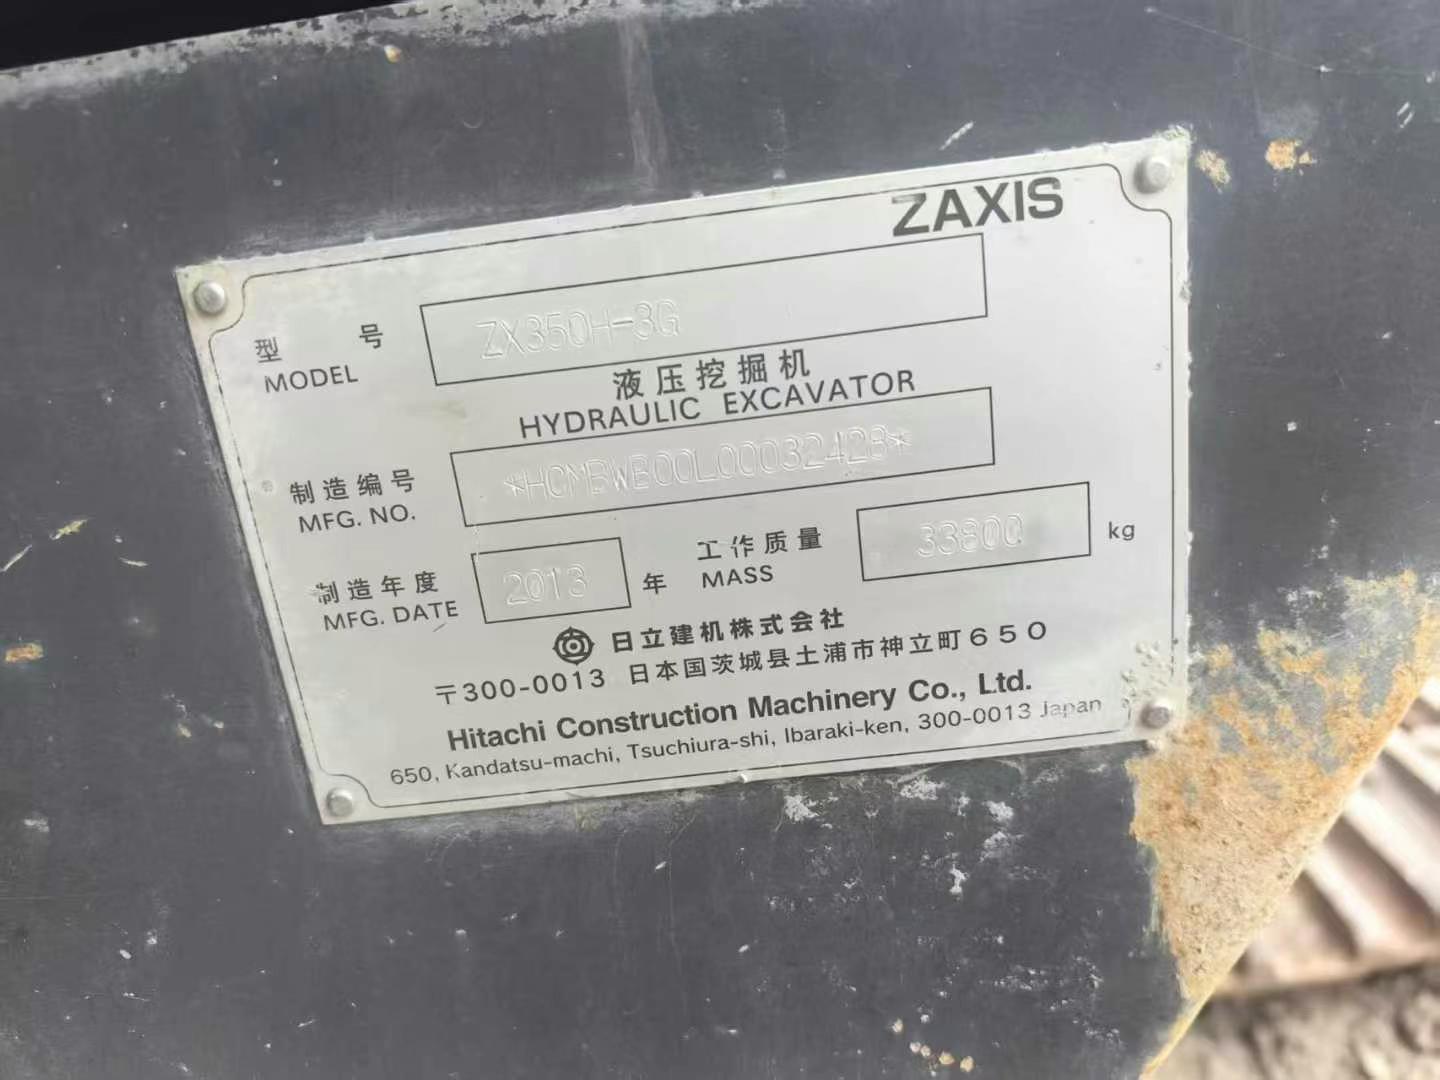 ZAXIS
型 号 ZX350H-3G
MODEL
液压挖掘机
HYDRAULIC EXCAVATOR
制造编号 *HCMBWB00L00032428*
MFG. NO.
制造年度 2013 年 工作质量 33800 kg
MFG. DATE MASS
日立建机株式会社
〒300-0013 日本国茨城县土浦市神立町650
Hitachi Construction Machinery Co., Ltd.
650, Kandatsu-machi, Tsuchiura-shi, Ibaraki-ken, 300-0013 Japan